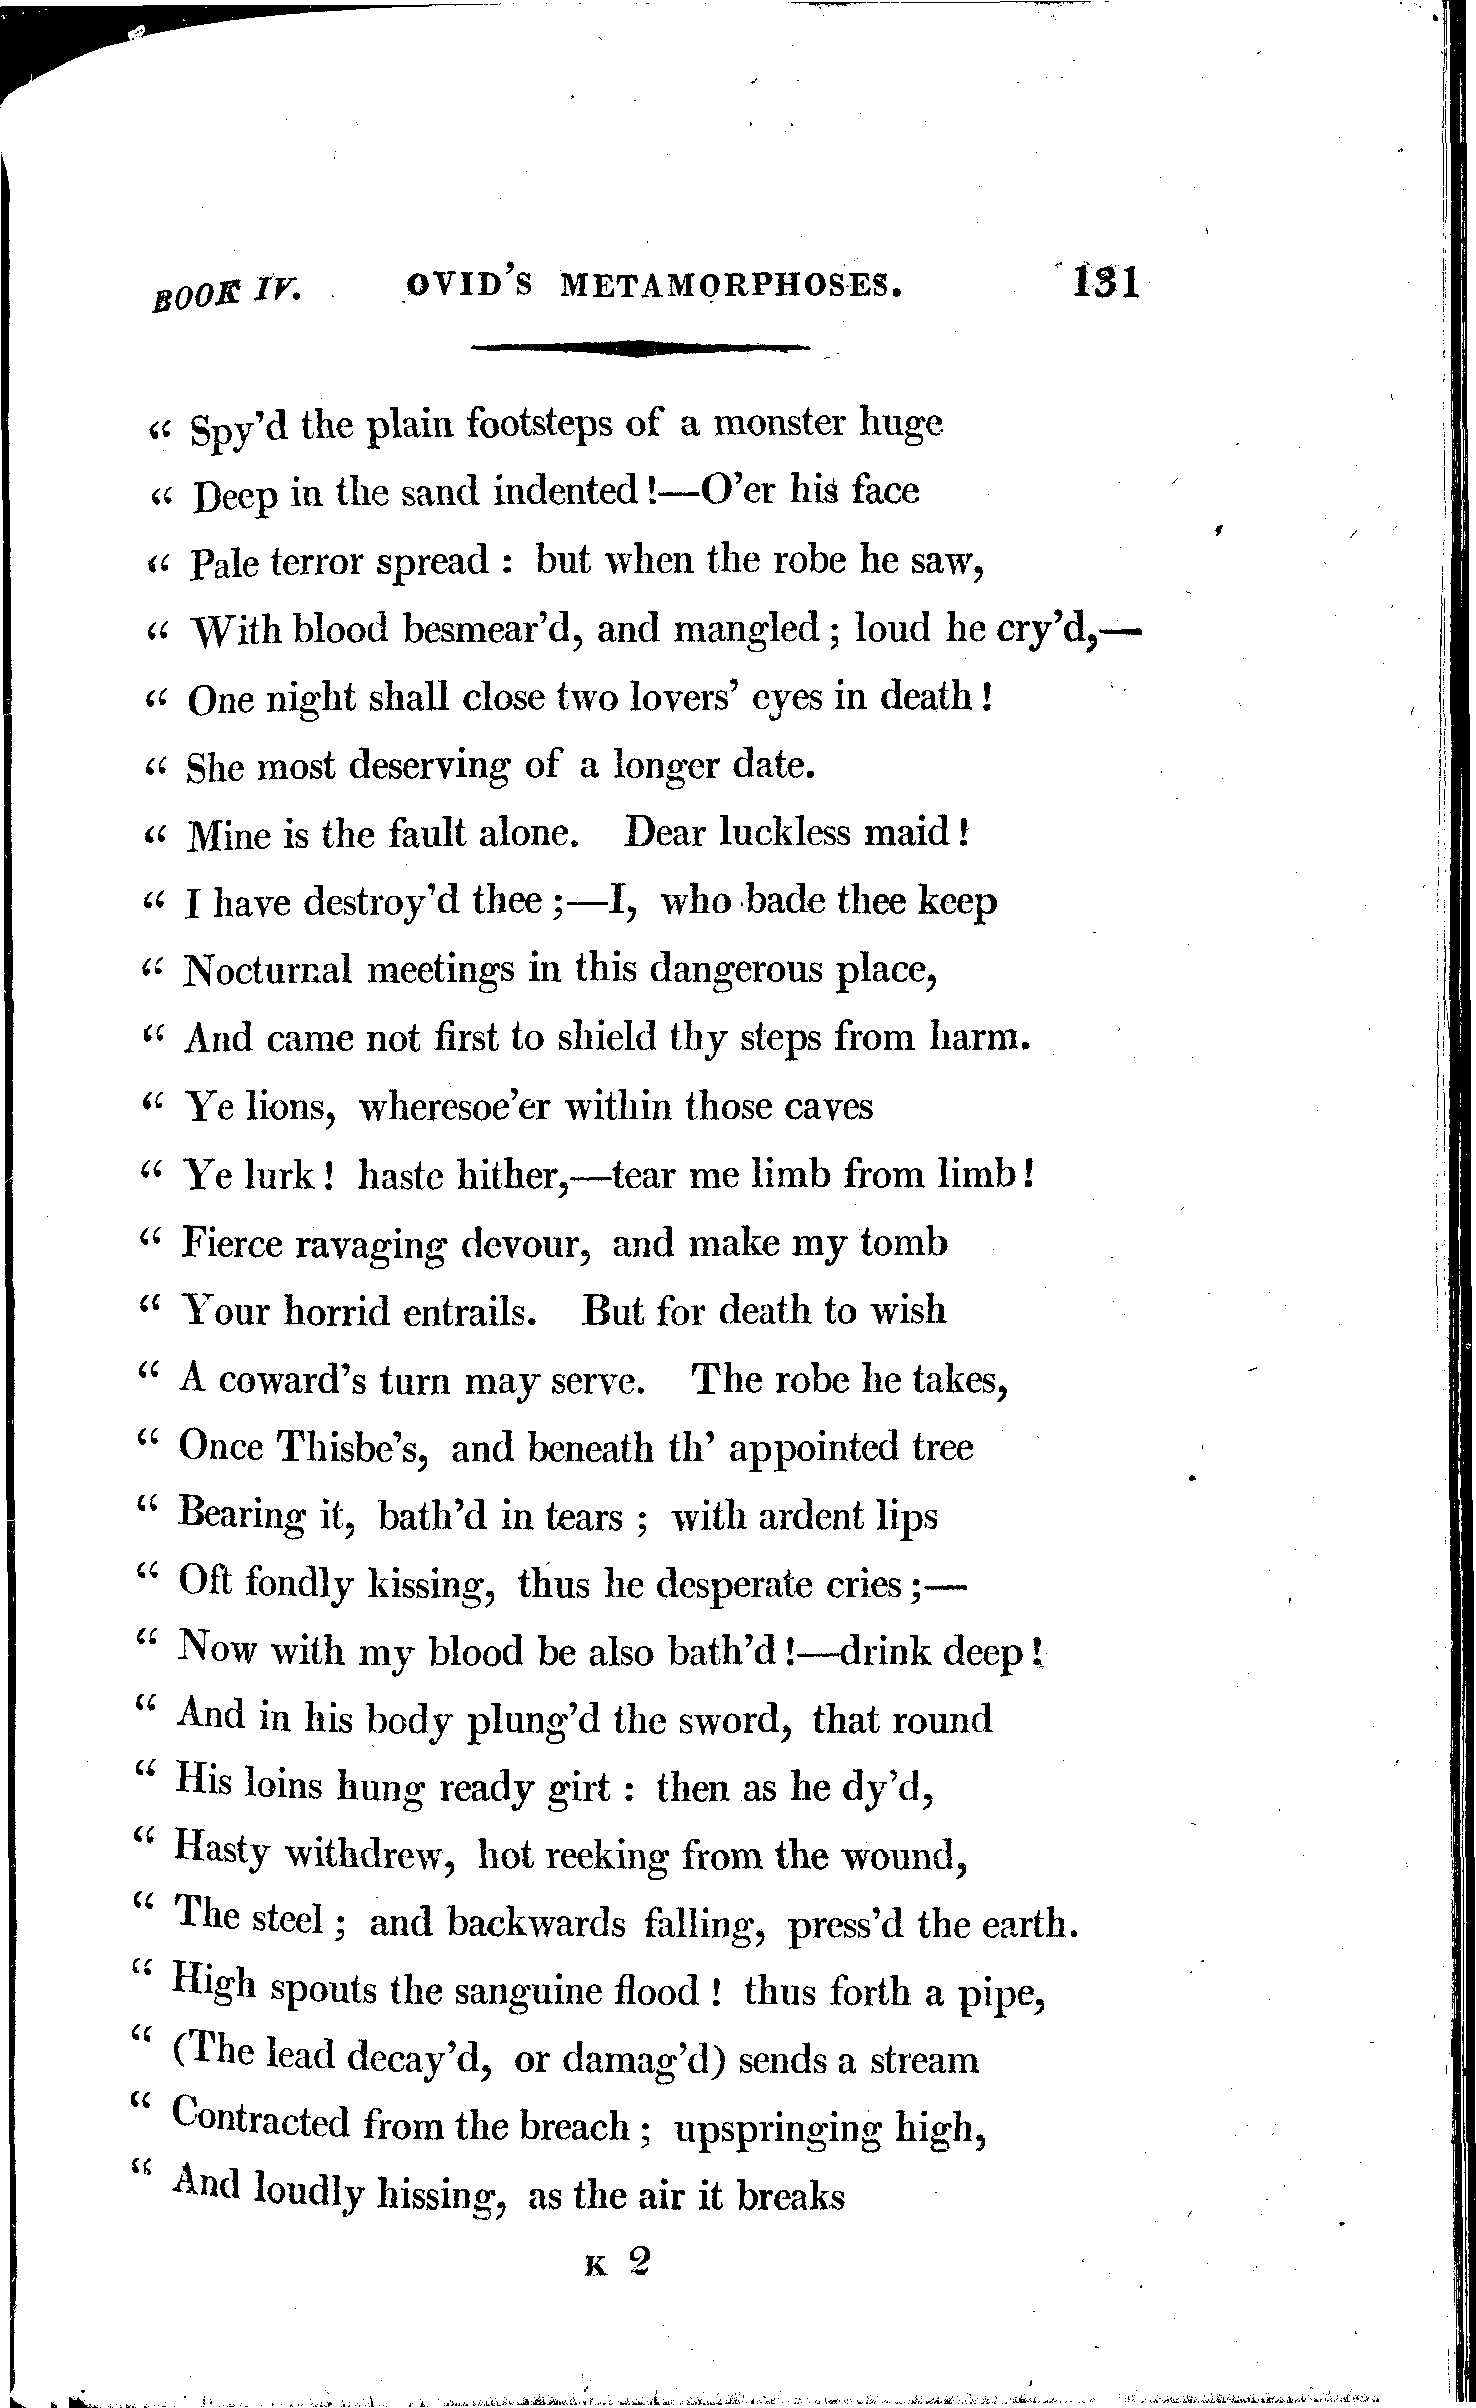 BOOK IV. OVID'S METAMORPHOSES. 131
“ Spy'd the plain footsteps of a monster huge
“ Deep in the sand indented !—O'er his face
“ Pale terror spread : but when the robe he saw,
“ With blood besmear'd, and mangled ; loud he cry'd,—
“ One night shall close two lovers' eyes in death !
“ She most deserving of a longer date.
“ Mine is the fault alone. Dear luckless maid !
“ I have destroy'd thee ;—I, who bade thee keep
“ Nocturnal meetings in this dangerous place,
“ And came not first to shield thy steps from harm.
“ Ye lions, wheresoe'er within those caves
“ Ye lurk ! haste hither,—tear me limb from limb !
“ Fierce ravaging devour, and make my tomb
“ Your horrid entrails. But for death to wish
“ A coward's turn may serve. The robe he takes,
“ Once Thisbe's, and beneath th' appointed tree
“ Bearing it, bath'd in tears ; with ardent lips
“ Oft fondly kissing, thus he desperate cries ;—
“ Now with my blood be also bath'd !—drink deep !
“ And in his body plung'd the sword, that round
“ His loins hung ready girt : then as he dy'd,
“ Hasty withdrew, hot reeking from the wound,
“ The steel ; and backwards falling, press'd the earth.
“ High spouts the sanguine flood ! thus forth a pipe,
“ (The lead decay'd, or damag'd) sends a stream
“ Contracted from the breach ; upspringing high,
“ And loudly hissing, as the air it breaks
K 2